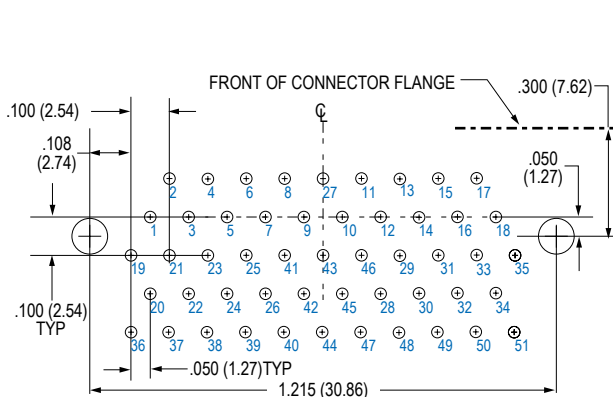 FRONT OF CONNECTOR FLANGE
.300 (7.62)
.100 (2.54)
℄
.108
(2.74)
.050
(1.27)
2 4 6 8 27 11 13 15 17
1 3 5 7 9 10 12 14 16 18
19 21 23 25 41 43 46 29 31 33 35
.100 (2.54)
TYP
20 22 24 26 42 45 28 30 32 34
36 37 38 39 40 44 47 48 49 50 51
.050 (1.27)TYP
1.215 (30.86)